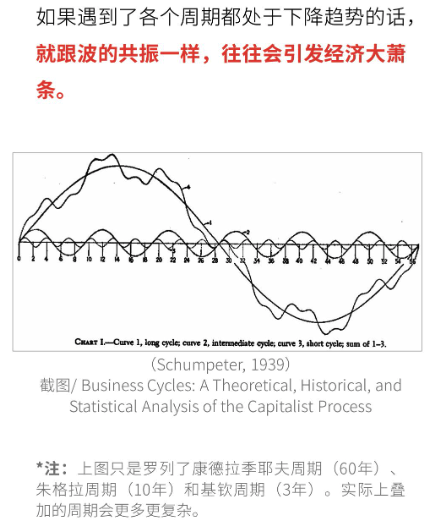 如果遇到了各个周期都处于下降趋势的话，
就跟波的共振一样，往往会引发经济大萧
条。
4
1
2
3
0 2 4 6 8 10 12 14 16 18 20 22 24 26 28 30 32 34 36 38 40 42 44 46 48 50 52 54 56
CHART I.—Curve 1, long cycle; curve 2, intermediate cycle; curve 3, short cycle; sum of 1-3.
（Schumpeter, 1939）
截图/ Business Cycles: A Theoretical, Historical, and
Statistical Analysis of the Capitalist Process
*注：上图只是罗列了康德拉季耶夫周期（60年）、
朱格拉周期（10年）和基钦周期（3年）。实际上叠
加的周期会更多更复杂。